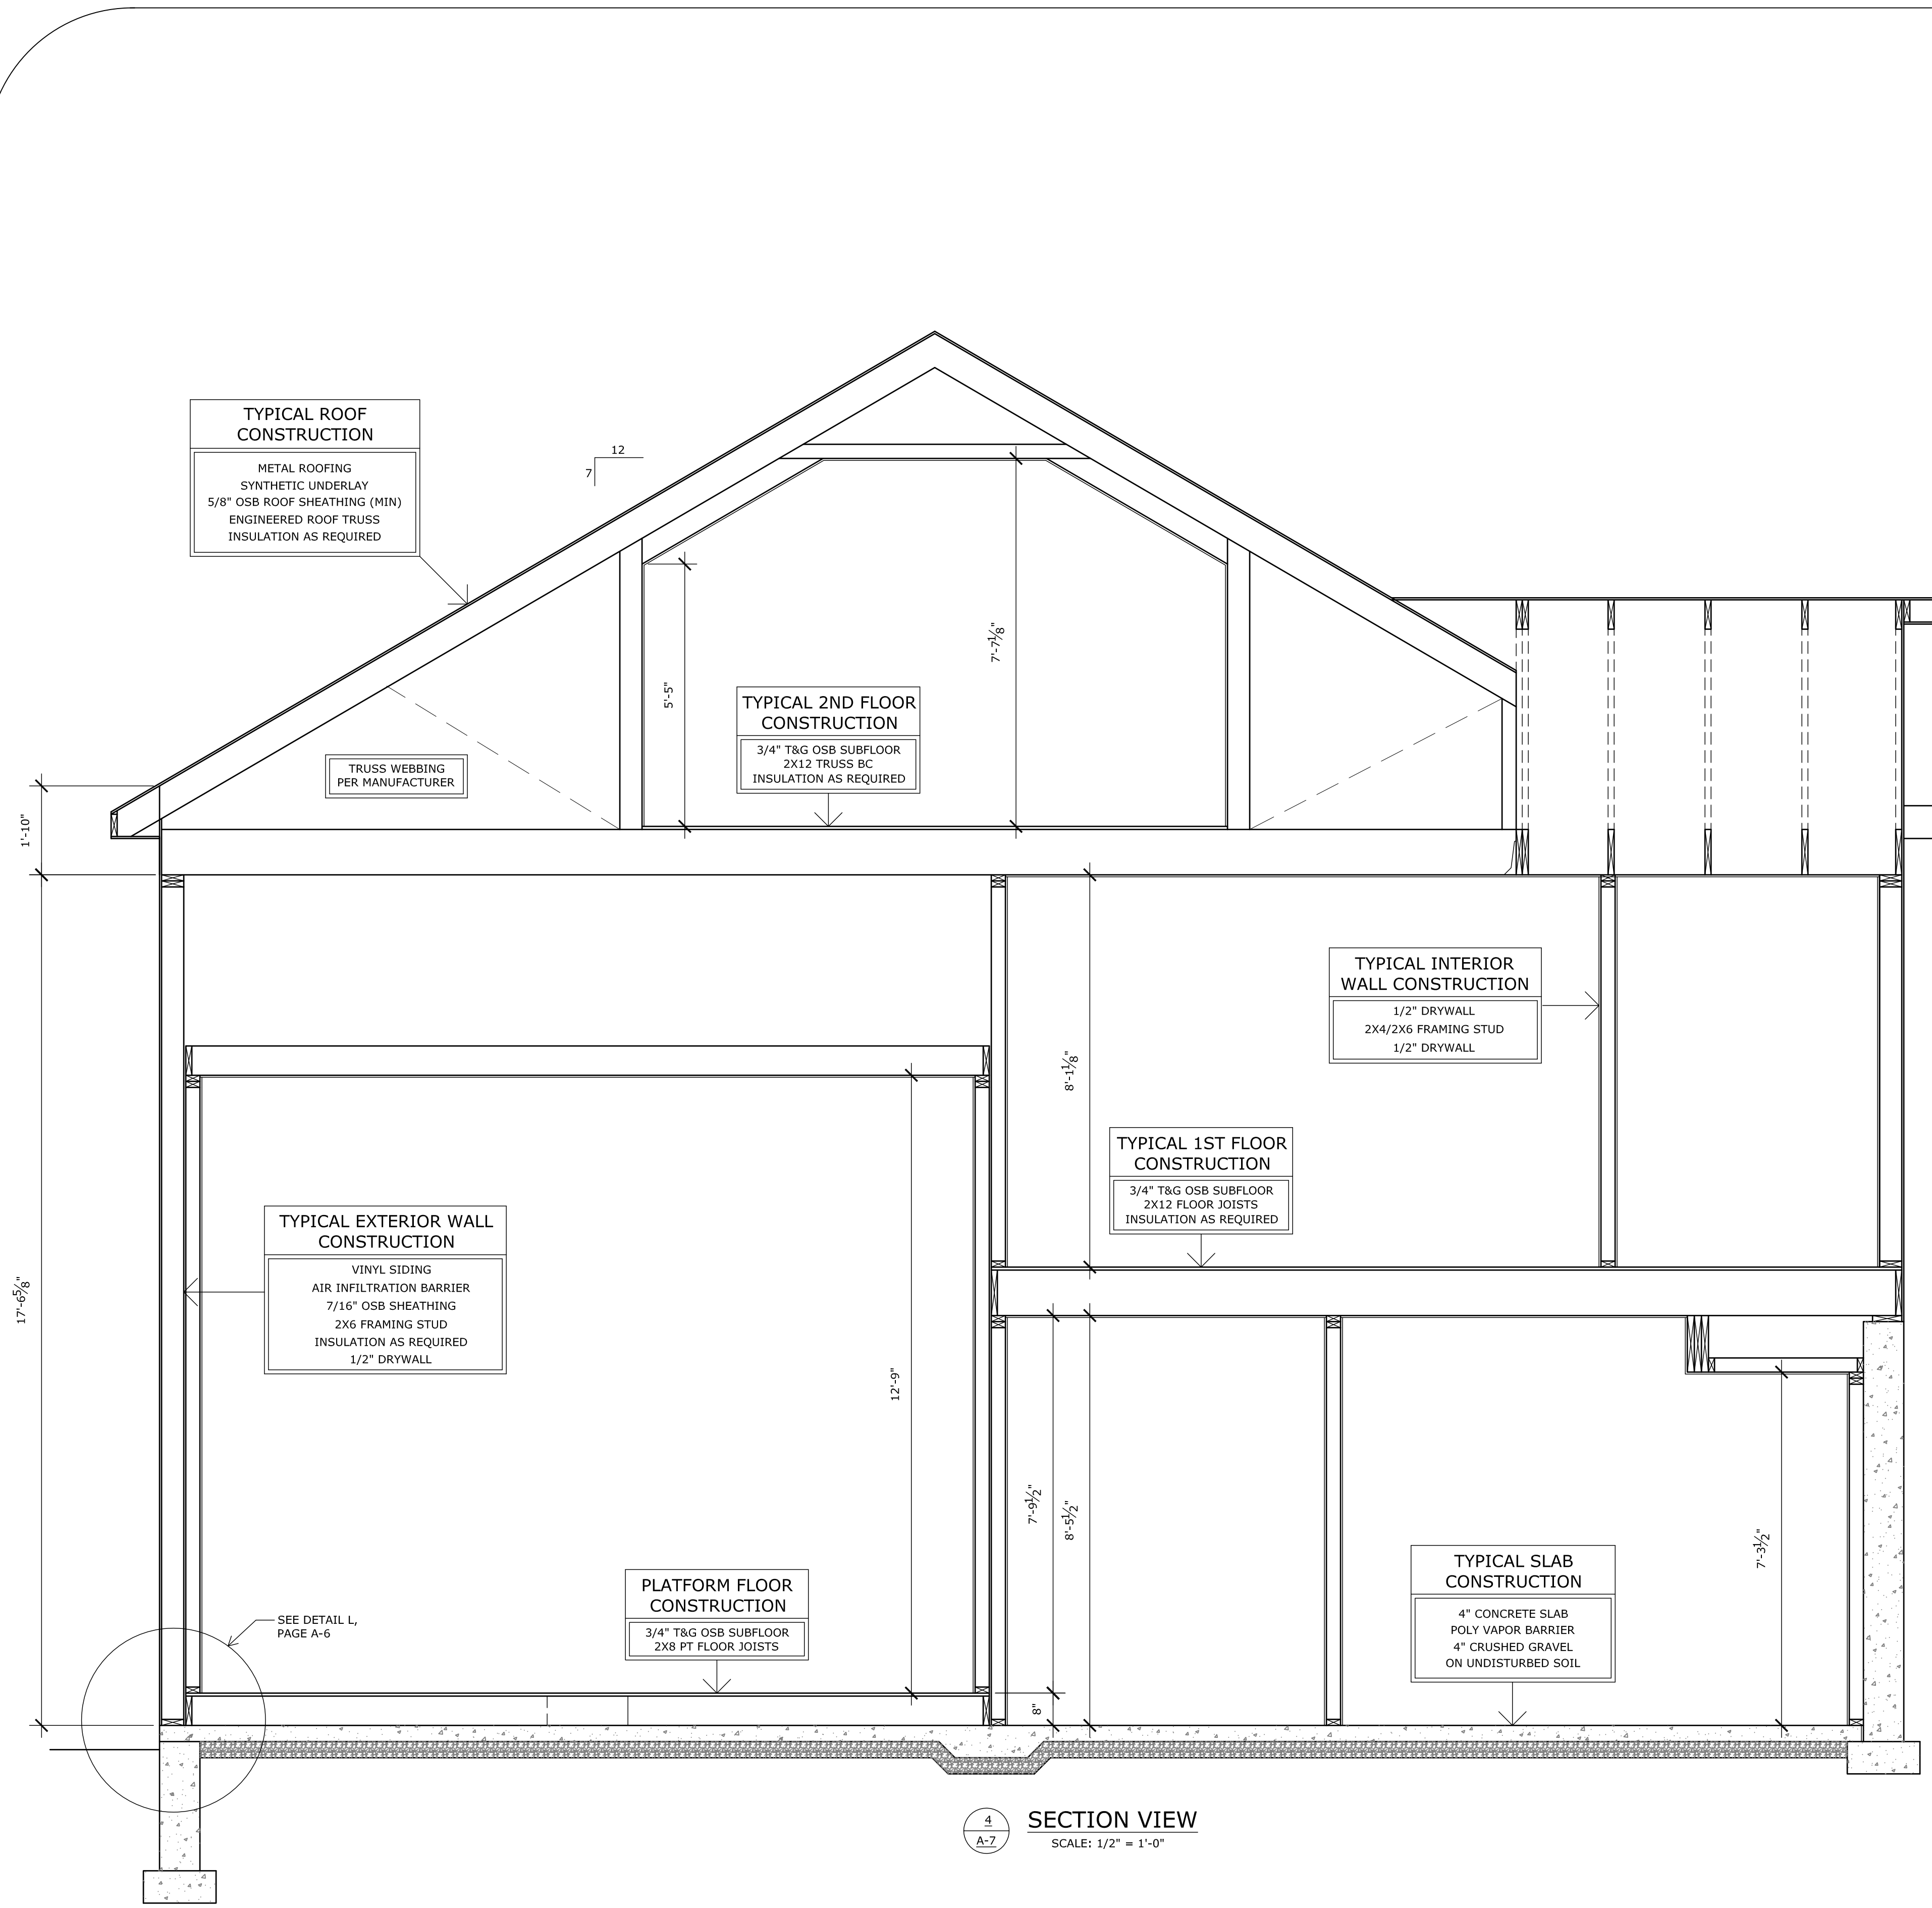 TYPICAL ROOF
CONSTRUCTION
METAL ROOFING
SYNTHETIC UNDERLAY
5/8" OSB ROOF SHEATHING (MIN)
ENGINEERED ROOF TRUSS
INSULATION AS REQUIRED
12
7
7'-7 1/8"
5'-5"
TYPICAL 2ND FLOOR
CONSTRUCTION
3/4" T&G OSB SUBFLOOR
2X12 TRUSS BC
INSULATION AS REQUIRED
TRUSS WEBBING
PER MANUFACTURER
1'-10"
TYPICAL INTERIOR
WALL CONSTRUCTION
1/2" DRYWALL
2X4/2X6 FRAMING STUD
1/2" DRYWALL
8'-1 1/8"
TYPICAL 1ST FLOOR
CONSTRUCTION
3/4" T&G OSB SUBFLOOR
2X12 FLOOR JOISTS
INSULATION AS REQUIRED
TYPICAL EXTERIOR WALL
CONSTRUCTION
VINYL SIDING
AIR INFILTRATION BARRIER
7/16" OSB SHEATHING
2X6 FRAMING STUD
INSULATION AS REQUIRED
1/2" DRYWALL
17'-6 5/8"
12'-9"
7'-9 1/2"
8'-5 1/2"
7'-3 1/2"
TYPICAL SLAB
CONSTRUCTION
4" CONCRETE SLAB
POLY VAPOR BARRIER
4" CRUSHED GRAVEL
ON UNDISTURBED SOIL
PLATFORM FLOOR
CONSTRUCTION
3/4" T&G OSB SUBFLOOR
2X8 PT FLOOR JOISTS
SEE DETAIL L,
PAGE A-6
8"
4
A-7
SECTION VIEW
SCALE: 1/2" = 1'-0"